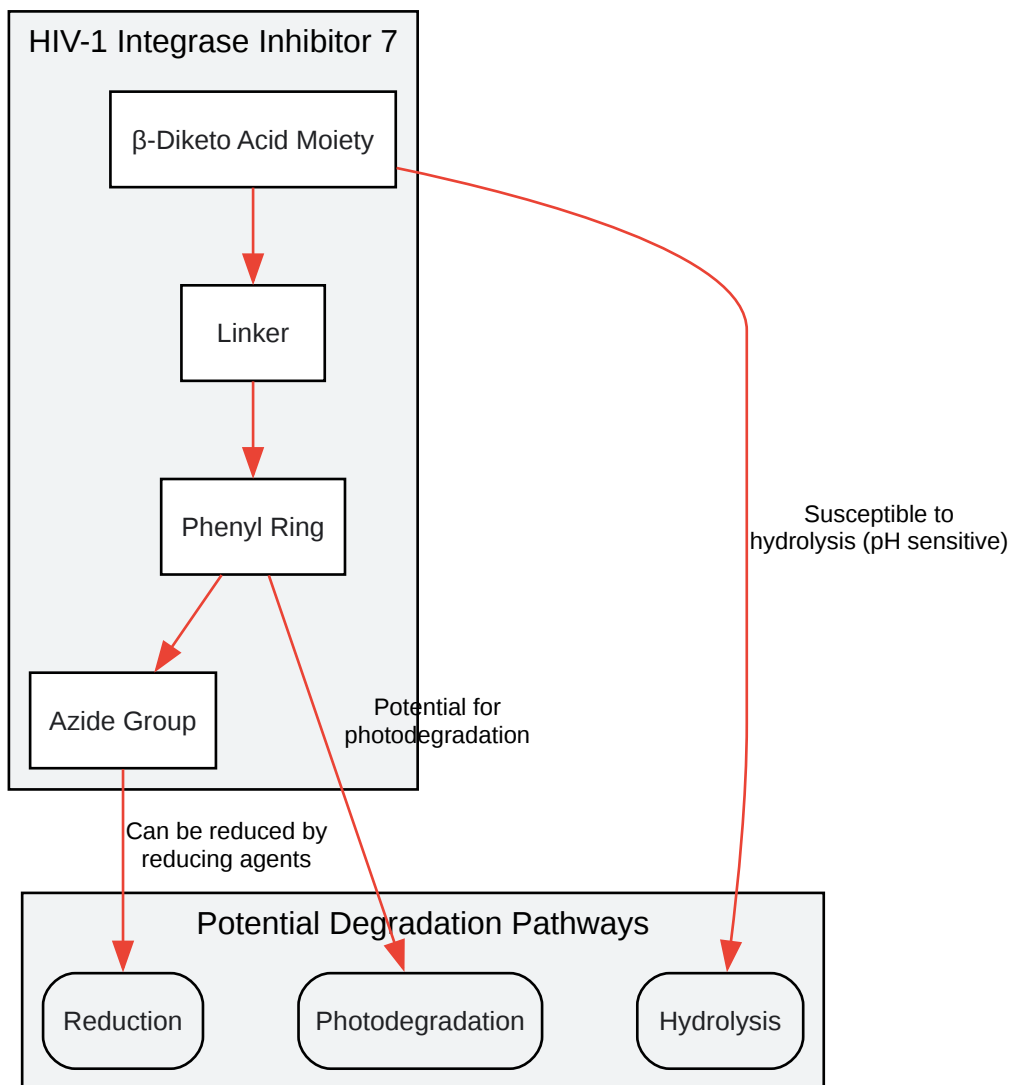 HIV-1 Integrase Inhibitor 7
β-Diketo Acid Moiety
Linker
Phenyl Ring
Susceptible to
hydrolysis (pH sensitive)
Azide Group
Potential for
photodegradation
Can be reduced by
reducing agents
Potential Degradation Pathways
Reduction
Photodegradation
Hydrolysis